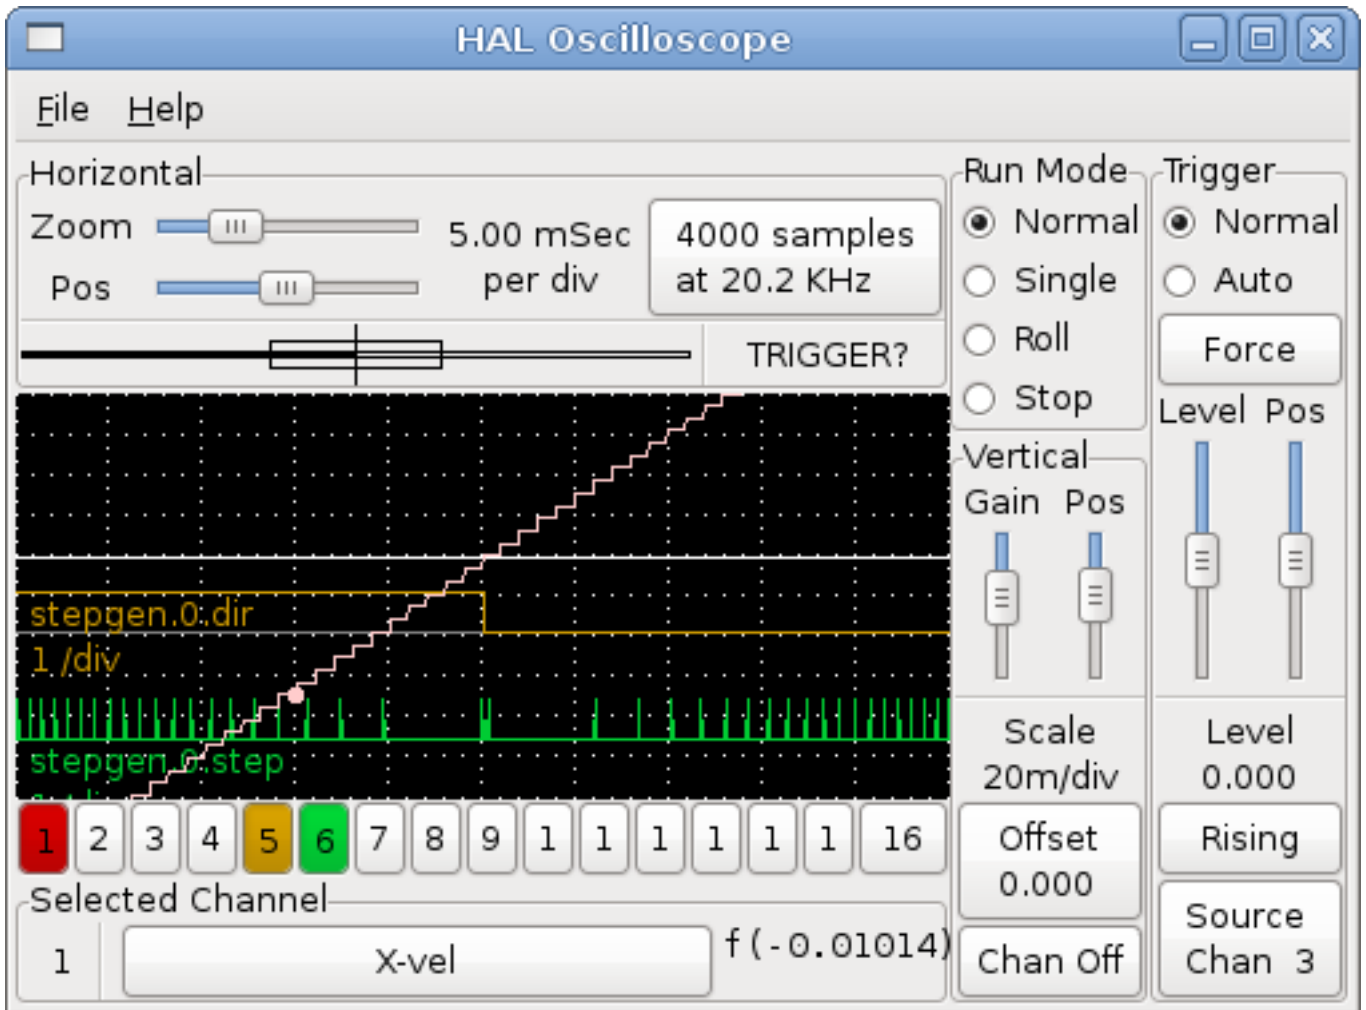 HAL Oscilloscope
File Help
Horizontal
Zoom
Pos
5.00 mSec
per div
4000 samples
at 20.2 KHz
TRIGGER?
Run Mode
Normal
Single
Roll
Stop
Trigger
Normal
Auto
Force
Level Pos
Vertical
Gain Pos
stepgen.0.dir
1 /div
stepgen.0.step
Scale
20m/div
Offset
0.000
Chan Off
Level
0.000
Rising
Source
Chan 3
1 2 3 4 5 6 7 8 9 1 1 1 1 1 1 16
Selected Channel
1
X-vel
f(-0.01014)